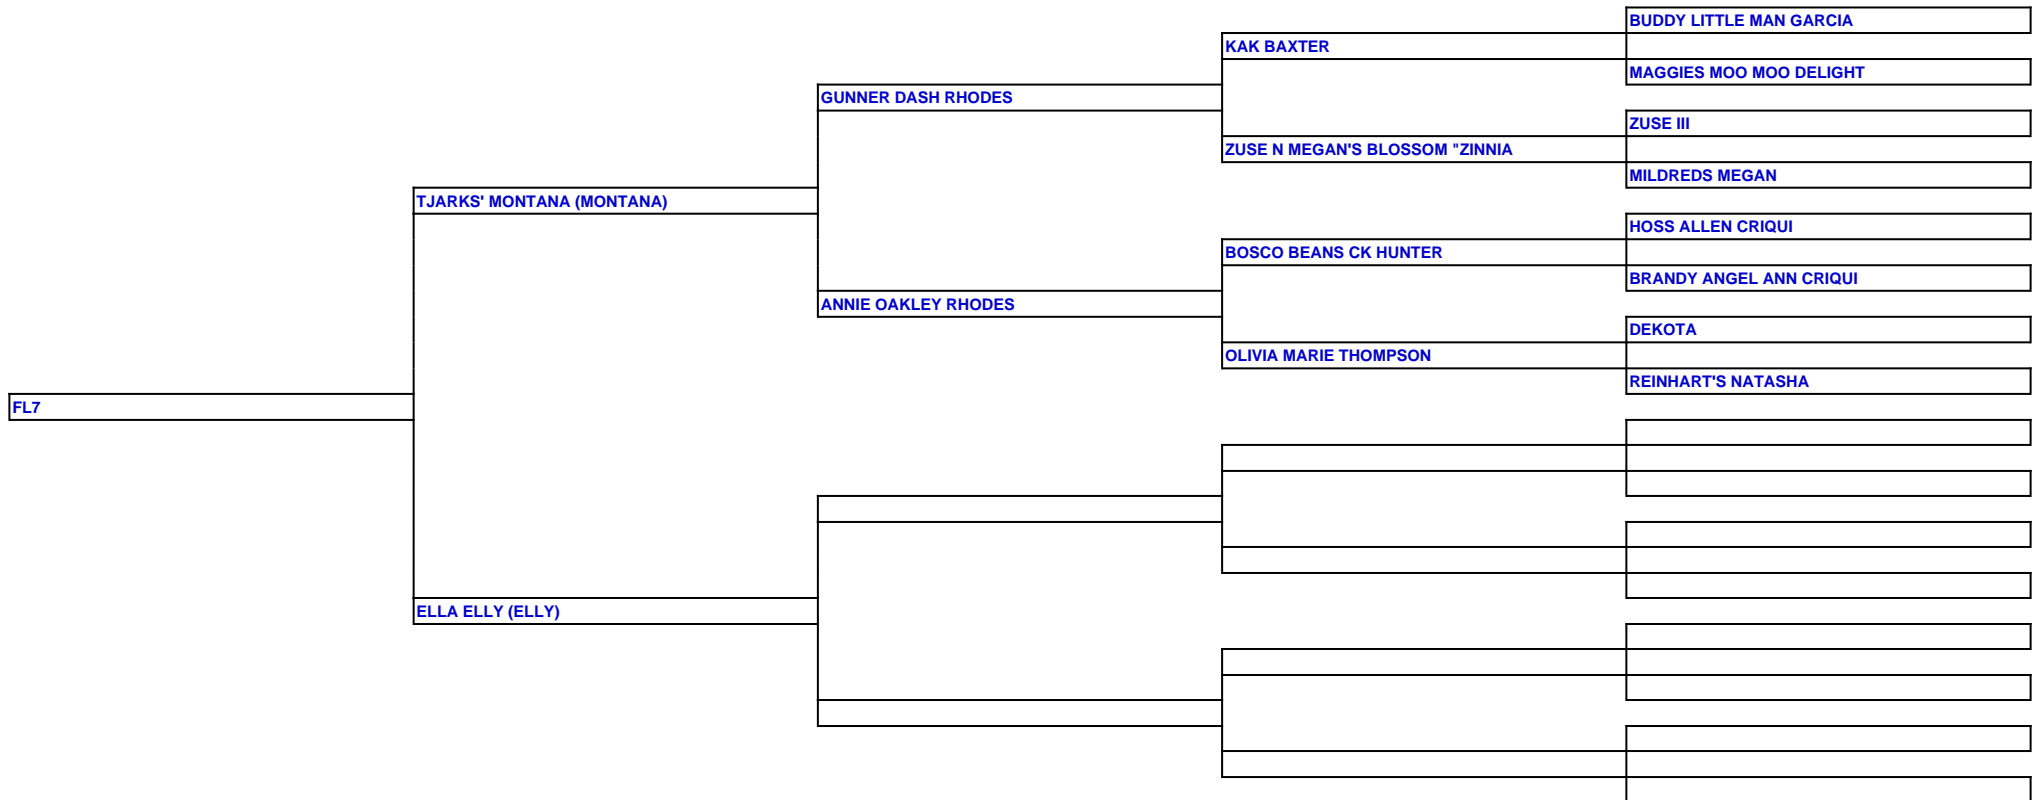 BUDDY LITTLE MAN GARCIA
KAK BAXTER
MAGGIES MOO MOO DELIGHT
GUNNER DASH RHODES
ZUSE III
ZUSE N MEGAN'S BLOSSOM "ZINNIA
MILDREDS MEGAN
TJARKS' MONTANA (MONTANA)
HOSS ALLEN CRIQUI
BOSCO BEANS CK HUNTER
BRANDY ANGEL ANN CRIQUI
ANNIE OAKLEY RHODES
DEKOTA
OLIVIA MARIE THOMPSON
REINHART'S NATASHA
FL7
ELLA ELLY (ELLY)